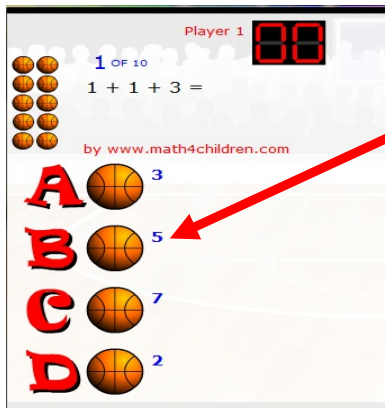 Player 1 00
1 OF 10
1 + 1 + 3 =
by www.math4children.com
A 3
B 5
C 7
D 2